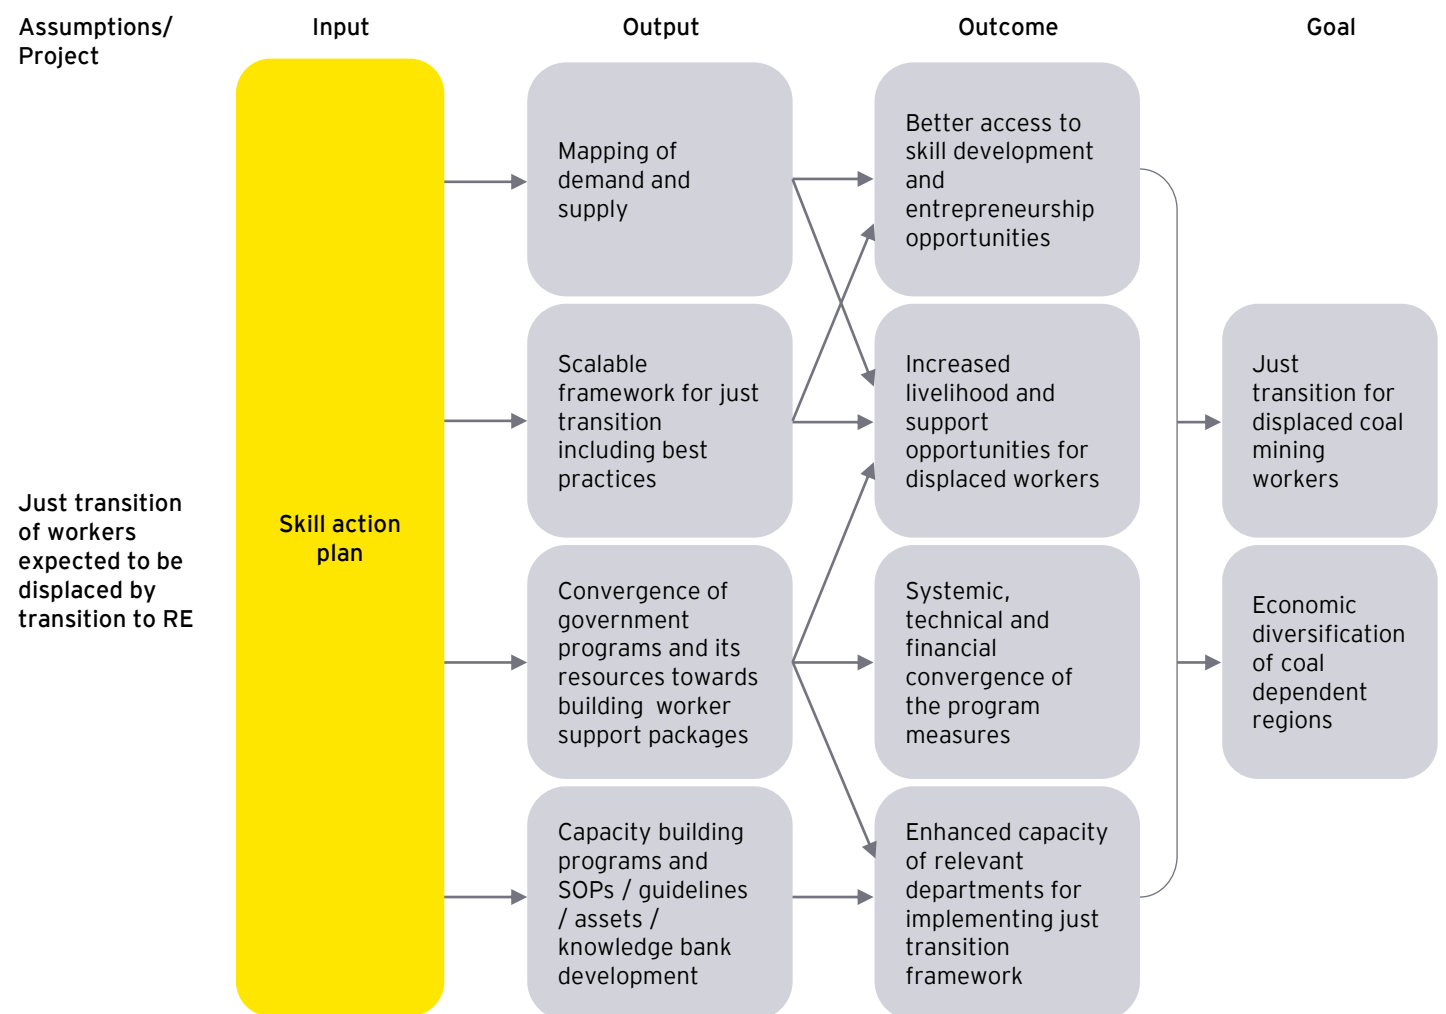 Assumptions/
Project
Input
Output
Outcome
Goal
Just transition
of workers
expected to be
displaced by
transition to RE
Skill action
plan
Mapping of
demand and
supply
Scalable
framework for just
transition
including best
practices
Convergence of
government
programs and its
resources towards
building worker
support packages
Capacity building
programs and
SOPs / guidelines
/ assets /
knowledge bank
development
Better access to
skill development
and
entrepreneurship
opportunities
Increased
livelihood and
support
opportunities for
displaced workers
Systemic,
technical and
financial
convergence of
the program
measures
Enhanced capacity
of relevant
departments for
implementing just
transition
framework
Just
transition for
displaced coal
mining
workers
Economic
diversification
of coal
dependent
regions